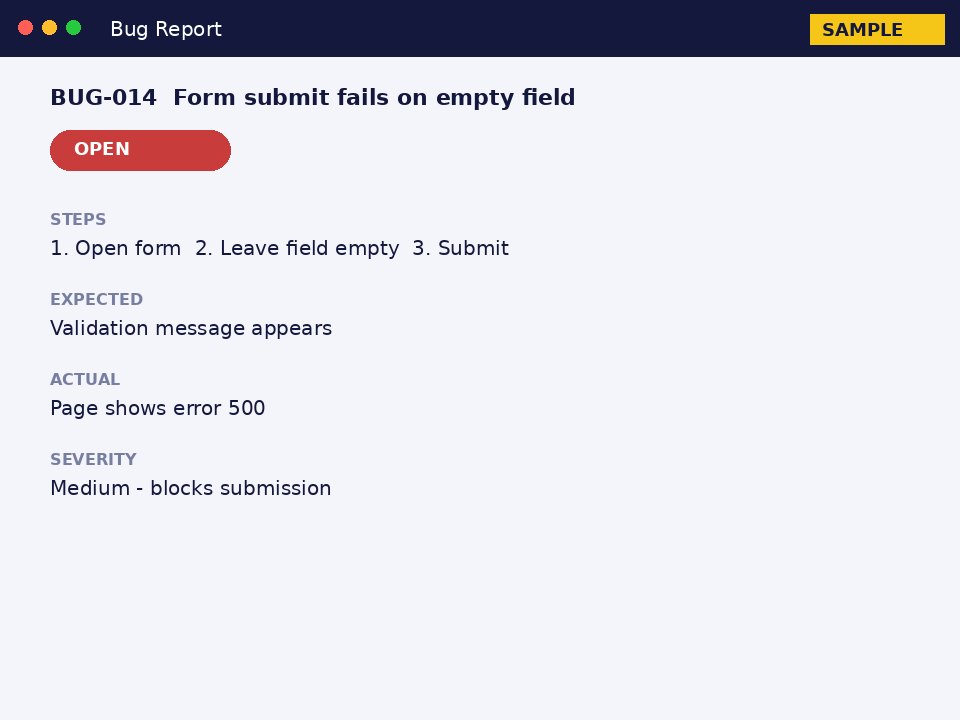 Bug Report
SAMPLE
BUG-014  Form submit fails on empty field
OPEN
STEPS
1. Open form  2. Leave field empty  3. Submit
EXPECTED
Validation message appears
ACTUAL
Page shows error 500
SEVERITY
Medium - blocks submission